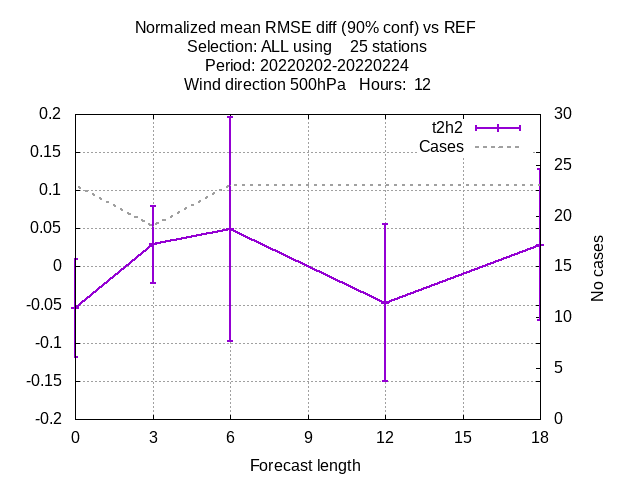 Normalized mean RMSE diff (90% conf) vs REF
Selection: ALL using    25 stations
Period: 20220202-20220224
Wind direction 500hPa   Hours:  12
t2h2
Cases
0.2
0.15
0.1
0.05
0
-0.05
-0.1
-0.15
-0.2
30
25
20
15
10
5
0
No cases
0 3 6 9 12 15 18
Forecast length